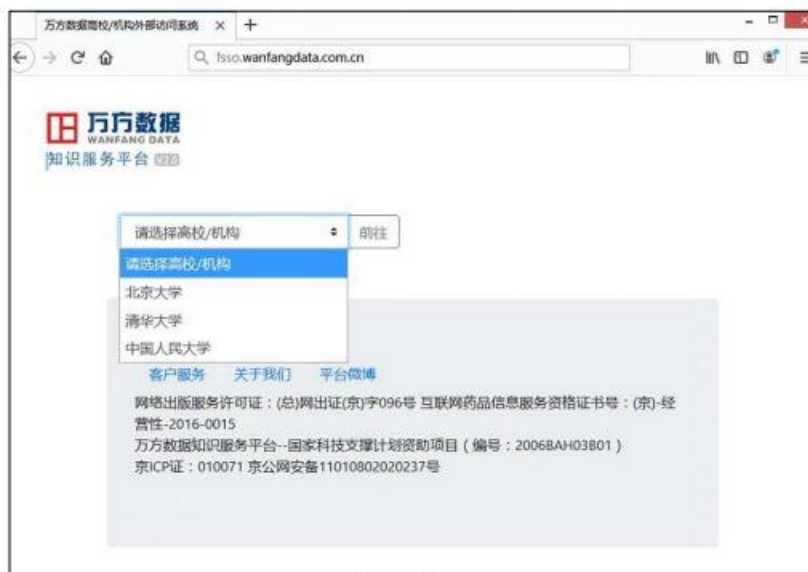 万方数据高校/机构外部访问系统
fsso.wanfangdata.com.cn
万方数据
WANFANG DATA
知识服务平台 V2.0
请选择高校/机构
前往
请选择高校/机构
北京大学
清华大学
中国人民大学
客户服务 关于我们 平台微博
网络出版服务许可证：(总)网出证(京)字096号 互联网药品信息服务资格证书号：(京)-经
营性-2016-0015
万方数据知识服务平台--国家科技支撑计划资助项目（编号：2006BAH03B01）
京ICP证：010071 京公网安备11010802020237号